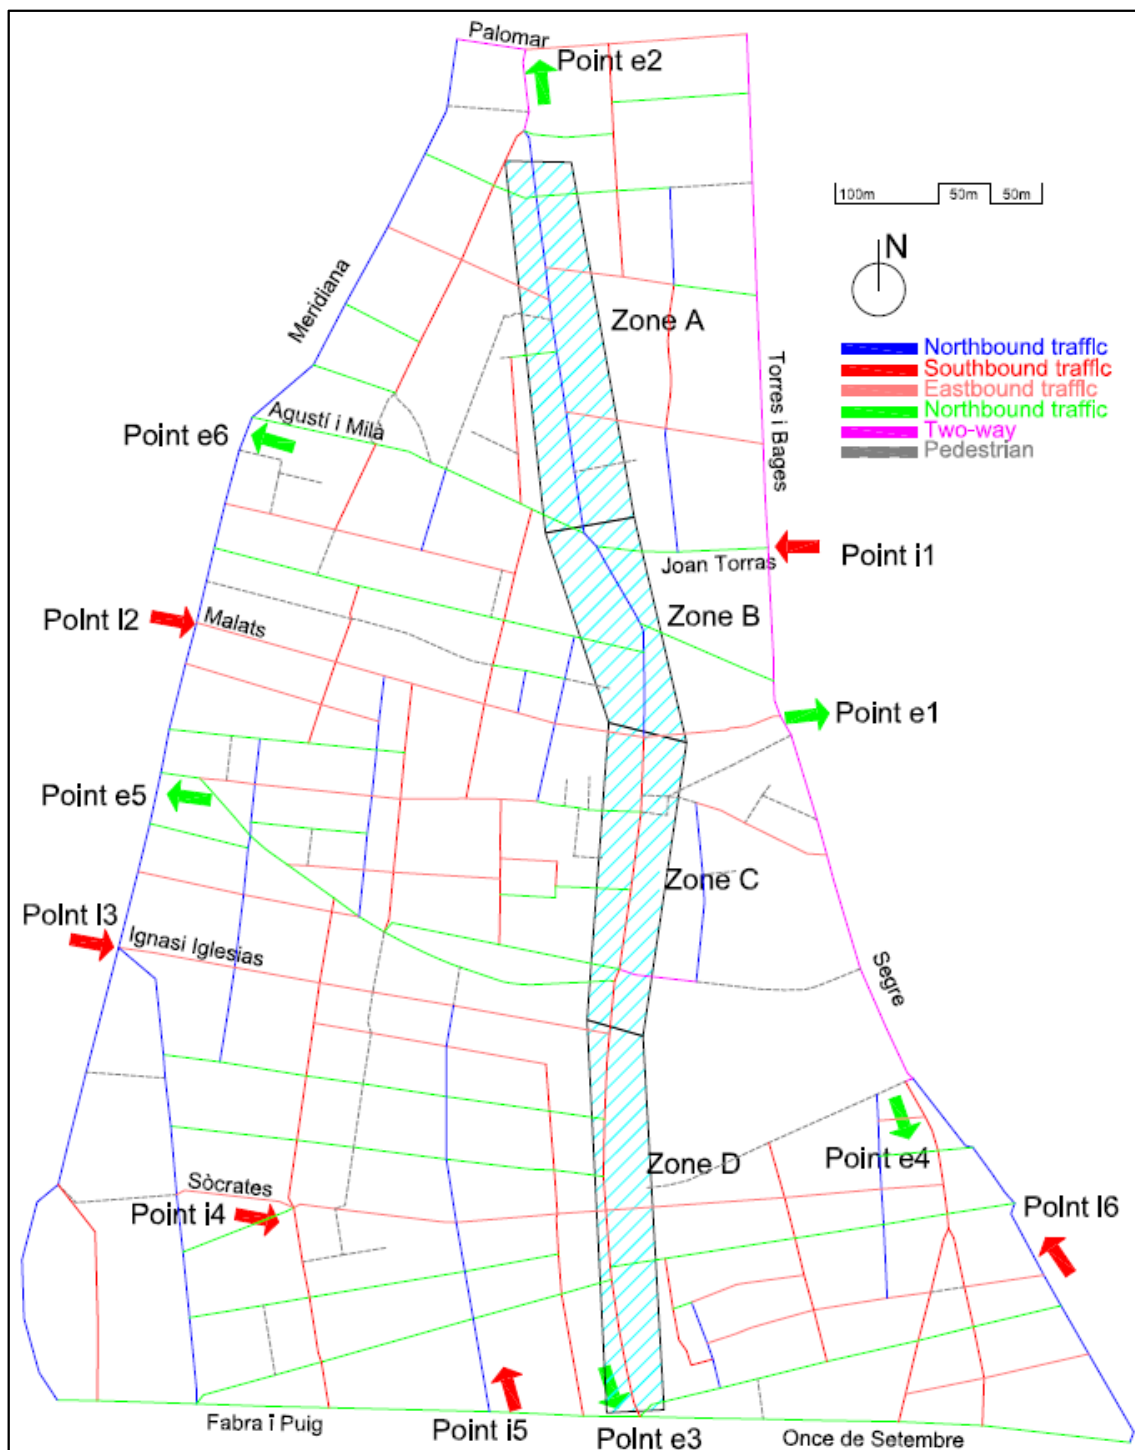 Palomar
Point e2
100m 50m 50m
N
Meridiana
Zone A
Northbound traffic
Southbound traffic
Eastbound traffic
Northbound traffic
Two-way
Pedestrian
Torres i Bages
Agustí i Milà
Point e6
Point i1
Joan Torras
Point I2
Malats
Zone B
Point e1
Point e5
Zone C
Point I3
Ignasi Iglesias
Segre
Zone D
Point e4
Sòcrates
Point i4
Point I6
Fabra i Puig
Point i5
Point e3
Once de Setembre